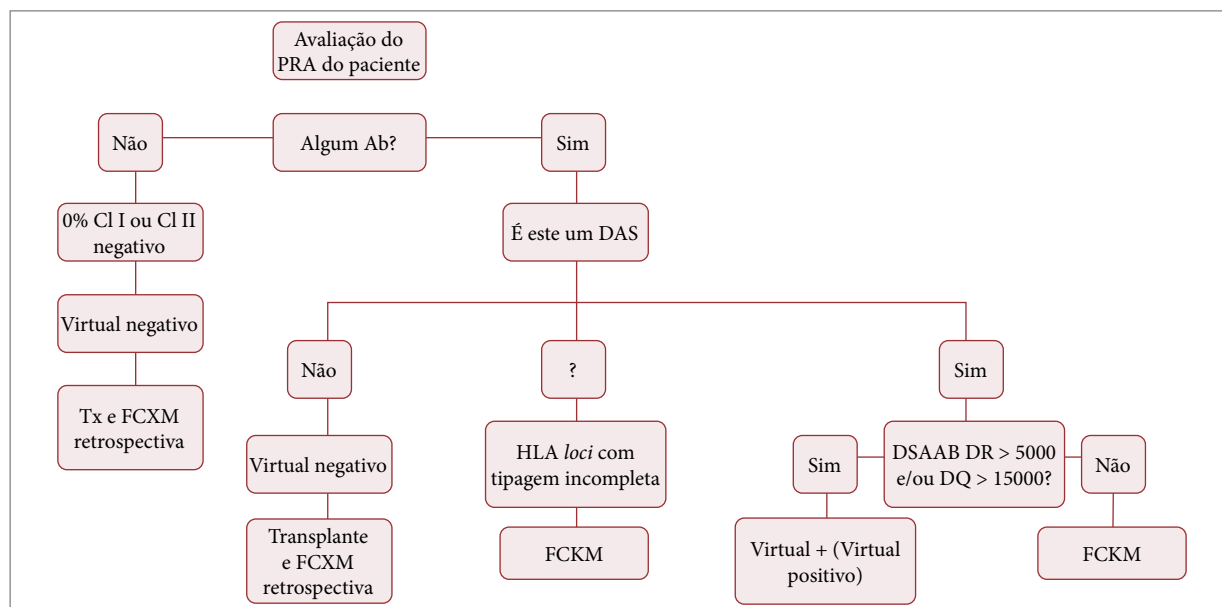 Avaliação do
PRA do paciente
Não
Algum Ab?
Sim
0% Cl I ou Cl II
negativo
É este um DAS
Virtual negativo
Não
?
Sim
Tx e FCXM
retrospectiva
Virtual negativo
HLA loci com
tipagem incompleta
Sim
DSAAB DR > 5000
e/ou DQ > 15000?
Não
Transplante
e FCXM
retrospectiva
FCKM
Virtual + (Virtual
positivo)
FCKM